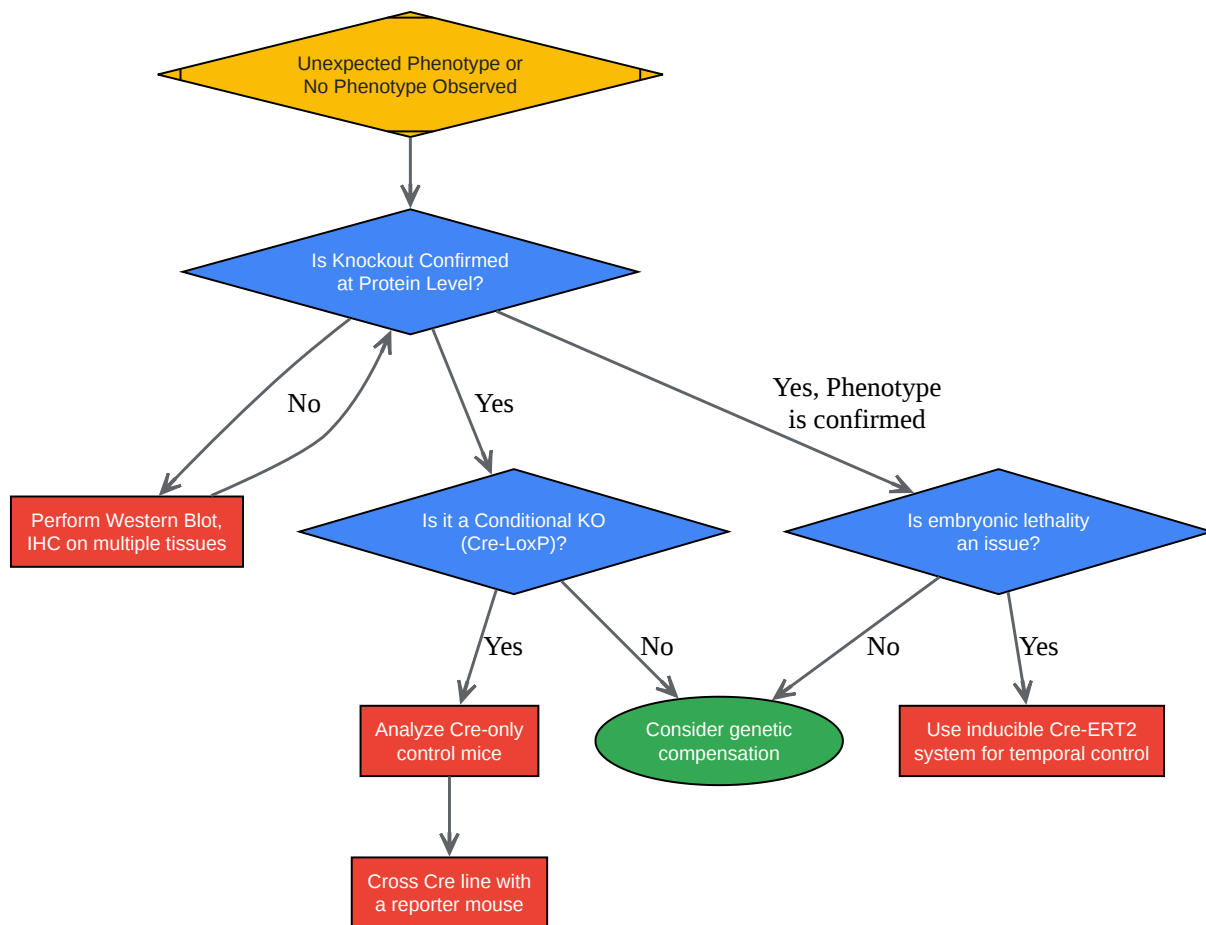 Unexpected Phenotype or
No Phenotype Observed
Is Knockout Confirmed
at Protein Level?
No
Yes
Yes, Phenotype
is confirmed
Perform Western Blot,
IHC on multiple tissues
Is it a Conditional KO
(Cre-LoxP)?
Is embryonic lethality
an issue?
Yes
No
No
Yes
Analyze Cre-only
control mice
Consider genetic
compensation
Use inducible Cre-ERT2
system for temporal control
Cross Cre line with
a reporter mouse